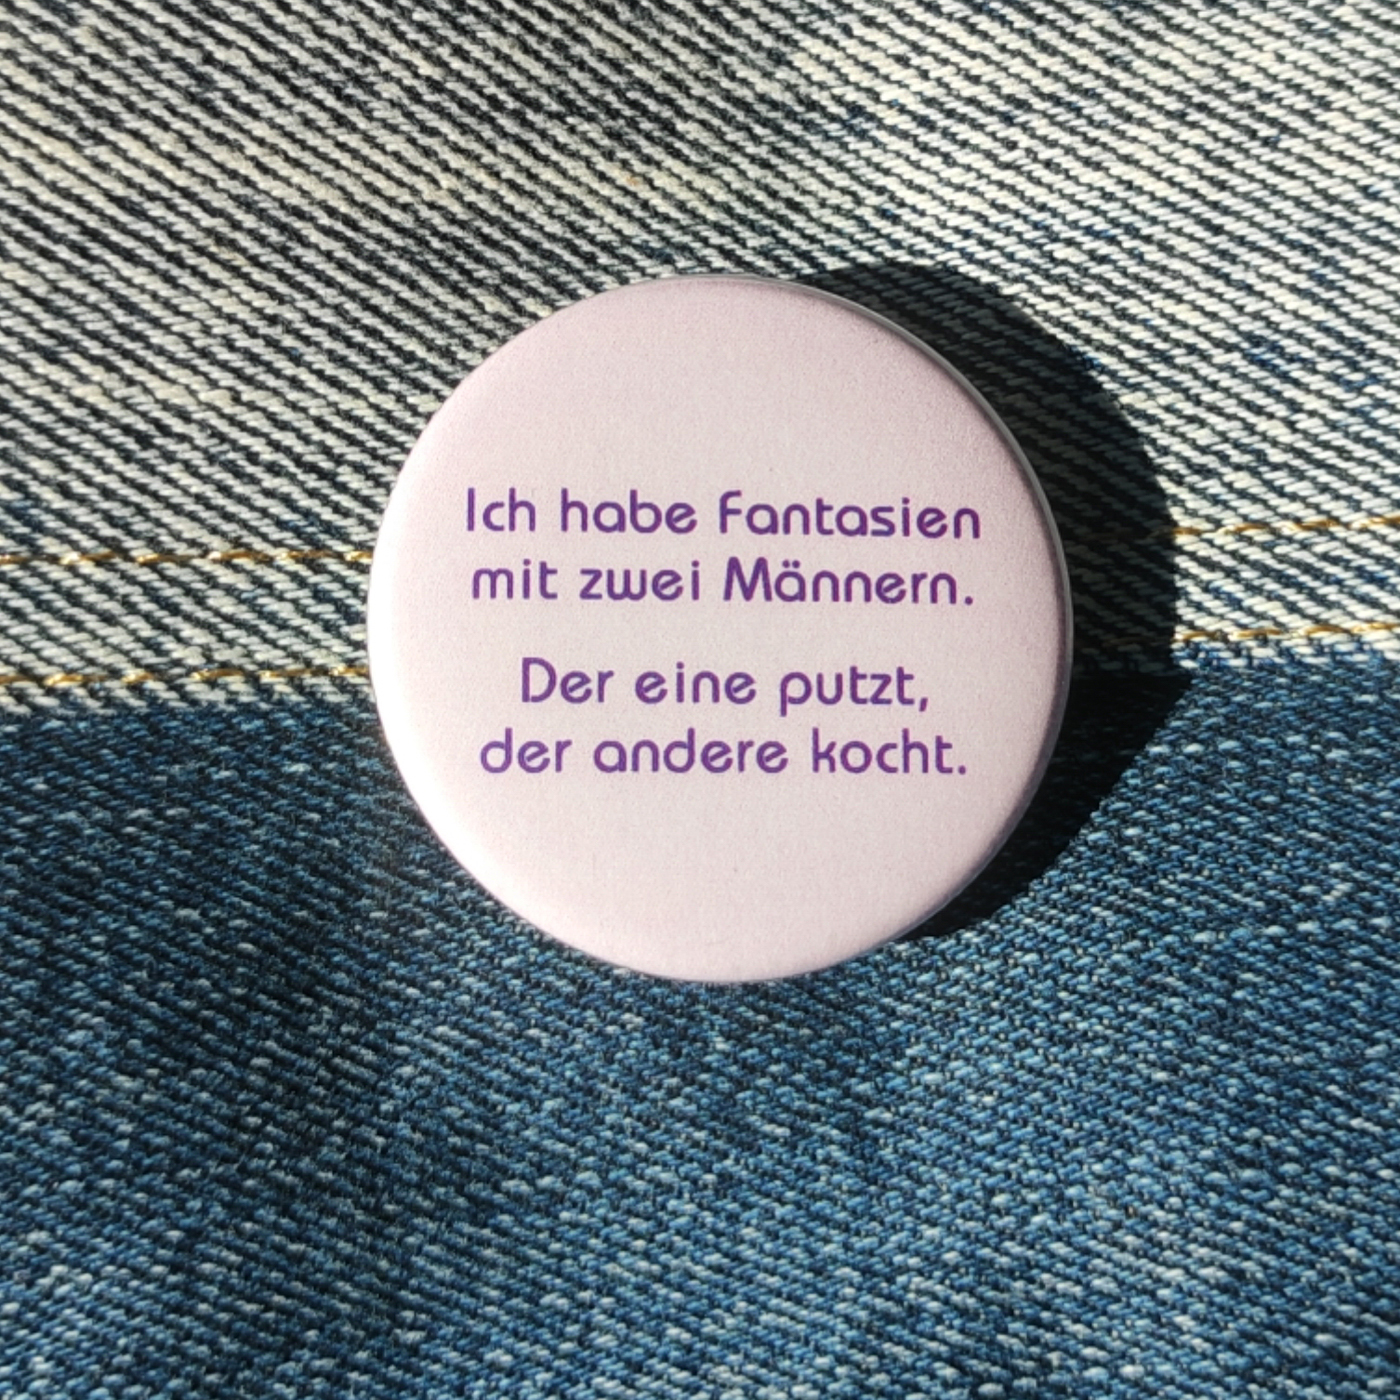 Ich habe Fantasien
mit zwei Männern.
Der eine putzt,
der andere kocht.